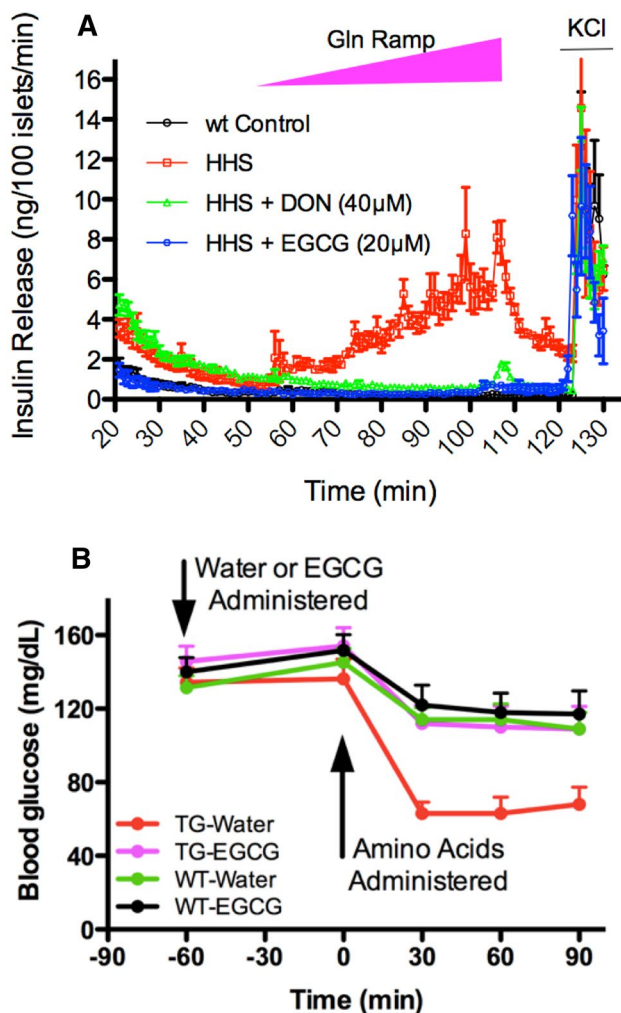 A
Gln Ramp
KCl
wt Control
HHS
HHS + DON (40µM)
HHS + EGCG (20µM)
Insulin Release (ng/100 islets/min)
16
14
12
10
8
6
4
2
0
20 30 40 50 60 70 80 90 100 110 120 130
Time (min)
B
Water or EGCG
Administered
Blood glucose (mg/dL)
160
120
80
40
0
TG-Water
TG-EGCG
WT-Water
WT-EGCG
Amino Acids
Administered
-90 -60 -30 0 30 60 90
Time (min)